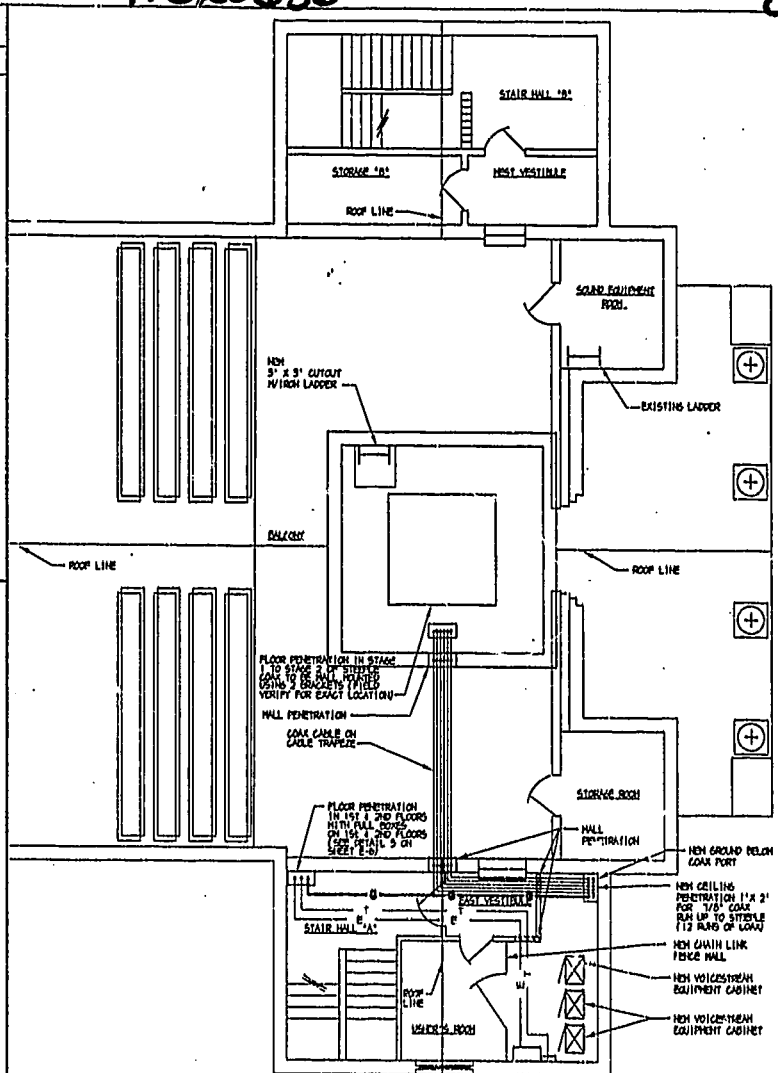 STAIR HALL "B"
STORAGE "B"
WEST VESTIBULE
ROOF LINE
SOUND EQUIPMENT
ROOM
NEW
3' X 3' CUTOUT
W/IRON LADDER
EXISTING LADDER
BALCONY
ROOF LINE
ROOF LINE
FLOOR PENETRATION IN STAGE
1 TO STAGE 2 OF STEEPLE
COAX TO BE WALL MOUNTED
USING 2 BRACKETS (FIELD
VERIFY FOR EXACT LOCATION)
WALL PENETRATION
COAX CABLE ON
CABLE TRAPEZE
STORAGE ROOM
FLOOR PENETRATION
IN 1ST & 2ND FLOORS
WITH PULL BOXES
ON 1ST & 2ND FLOORS
(SEE DETAIL 5 ON
SHEET E-6)
WALL
PENETRATION
NEW GROUND BELOW
COAX PORT
NEW CEILING
PENETRATION 1' X 2'
FOR 7/8" COAX
RUN UP TO STEEPLE
(12 RUNS OF COAX)
G
G
EAST VESTIBULE
T
E
T
E
STAIR HALL "A"
NEW CHAIN LINK
FENCE WALL
NEW VOICESTREAM
EQUIPMENT CABINET
E
T
ROOF
LINE
USHER'S ROOM
NEW VOICESTREAM
EQUIPMENT CABINET